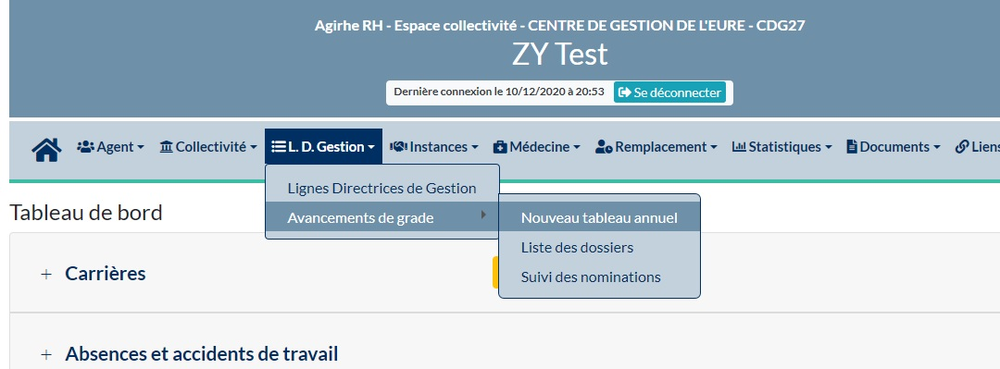 Agirhe RH - Espace collectivité - CENTRE DE GESTION DE L'EURE - CDG27
ZY Test
Dernière connexion le 10/12/2020 à 20:53 Se déconnecter
Agent Collectivité L. D. Gestion Instances Médecine Remplacement Statistiques Documents Liens
Lignes Directrices de Gestion
Tableau de bord
Avancements de grade Nouveau tableau annuel
Liste des dossiers
Carrières
Suivi des nominations
Absences et accidents de travail